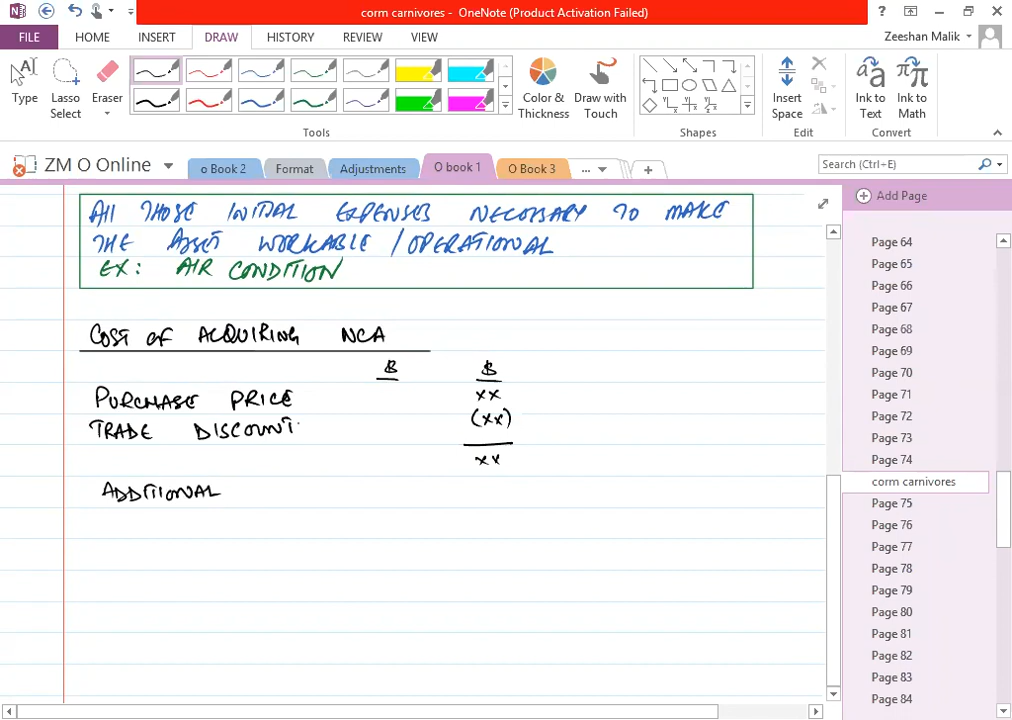 corm carnivores - OneNote (Product Activation Failed)
FILE HOME INSERT DRAW HISTORY REVIEW VIEW Zeeshan Malik
Type Lasso Select Eraser Color & Thickness Draw with Touch Insert Space Ink to Text Ink to Math
Tools Shapes Edit Convert
ZM O Online o Book 2 Format Adjustments O book 1 O Book 3 ... Search (Ctrl+E)
Add Page
ALL THOSE INITIAL EXPENSES NECESSARY TO MAKE
THE ASSET WORKABLE / OPERATIONAL
EX: AIR CONDITION
COST OF ACQUIRING NCA
$ $
PURCHASE PRICE xx
TRADE DISCOUNT (xx)
xx
ADDTIONAL
Page 64
Page 65
Page 66
Page 67
Page 68
Page 69
Page 70
Page 71
Page 72
Page 73
Page 74
corm carnivores
Page 75
Page 76
Page 77
Page 78
Page 79
Page 80
Page 81
Page 82
Page 83
Page 84